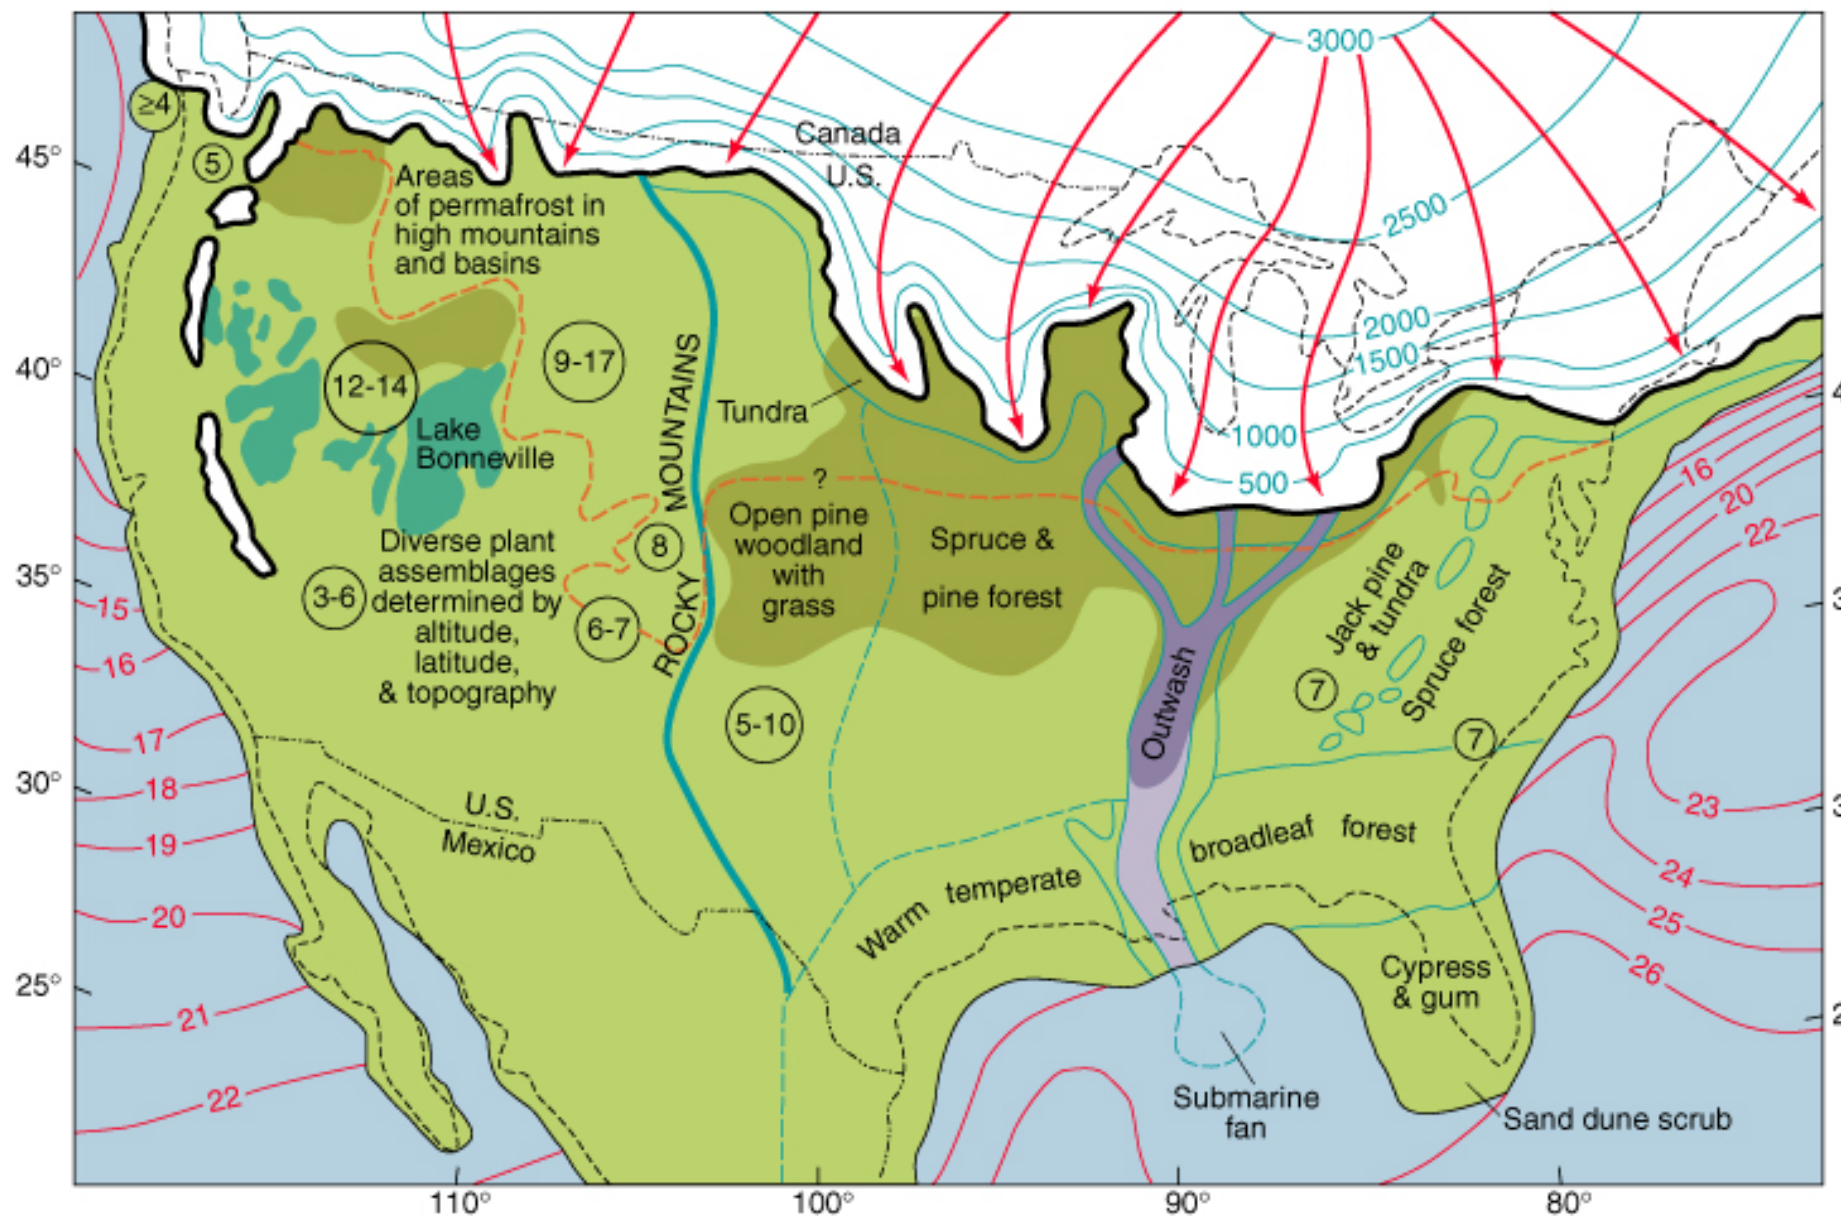 3000
≥4
Canada
U.S.
45°
5
Areas
of permafrost in
high mountains
and basins
2500
2000
1500
40°
9-17
12-14
MOUNTAINS
ROCKY
Tundra
Lake
Bonneville
1000
500
4
16
20
22
?
Open pine
woodland
with
grass
Spruce &
pine forest
8
Diverse plant
assemblages
determined by
altitude,
latitude,
& topography
35°
15
3-6
6-7
Jack pine
& tundra
Spruce forest
3
16
Outwash
7
5-10
7
17
30°
18
U.S.
Mexico
23
3
19
broadleaf forest
Warm temperate
24
20
25
Cypress
& gum
26
25°
21
2
22
Submarine
fan
Sand dune scrub
110°
100°
90°
80°